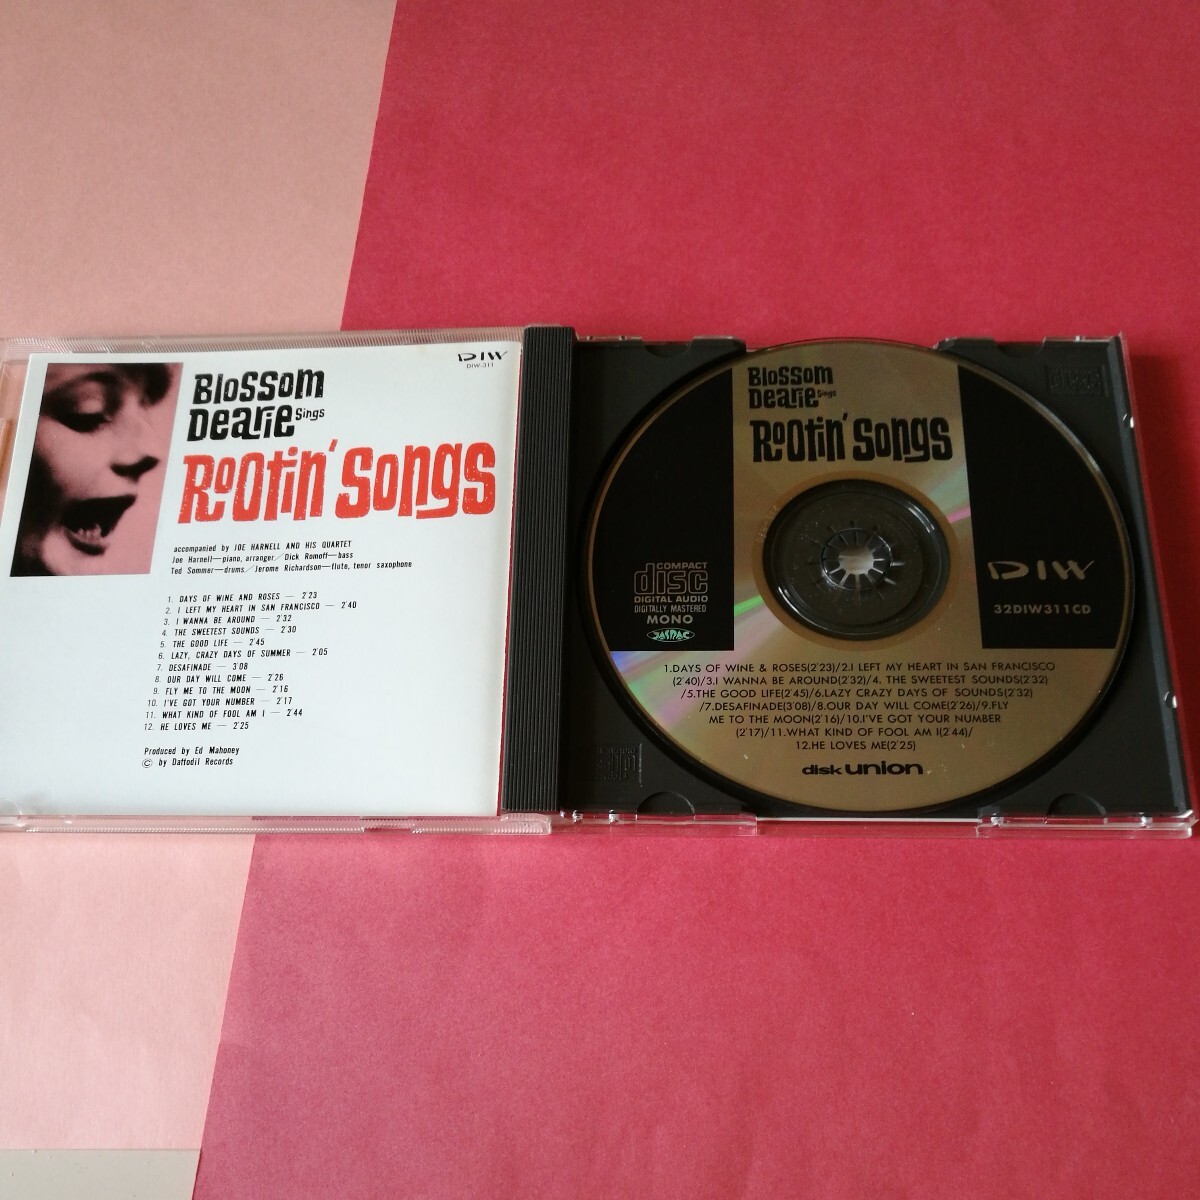 DIW
DIW-311
Blossom
Dearie Sings
Rootin' Songs
accompanied by JOE HARNELL AND HIS QUARTET
Joe Harnell—piano, arranger／Dick Romoff—bass
Ted Sommer—drums／Jerome Richardson—flute, tenor saxophone
1. DAYS OF WINE AND ROSES — 2'23
2. I LEFT MY HEART IN SAN FRANCISCO — 2'40
3. I WANNA BE AROUND — 2'32
4. THE SWEETEST SOUNDS — 2'30
5. THE GOOD LIFE — 2'45
6. LAZY, CRAZY DAYS OF SUMMER — 2'05
7. DESAFINADE — 3'08
8. OUR DAY WILL COME — 2'26
9. FLY ME TO THE MOON — 2'16
10. I'VE GOT YOUR NUMBER — 2'17
11. WHAT KIND OF FOOL AM I — 2'44
12. HE LOVES ME — 2'25
Produced by Ed Mahoney
© by Daffodil Records
Blossom
Dearie Sings
Rootin' Songs
COMPACT
disc
DIGITAL AUDIO
DIGITALLY MASTERED
MONO
JASRAC
DIW
32DIW311CD
1.DAYS OF WINE & ROSES(2'23)/2.I LEFT MY HEART IN SAN FRANCISCO
(2'40)/3.I WANNA BE AROUND(2'32)/4. THE SWEETEST SOUNDS(2'32)
/5.THE GOOD LIFE(2'45)/6.LAZY CRAZY DAYS OF SOUNDS(2'32)
/7.DESAFINADE(3'08)/8.OUR DAY WILL COME(2'26)/9.FLY
ME TO THE MOON(2'16)/10.I'VE GOT YOUR NUMBER
(2'17)/11.WHAT KIND OF FOOL AM I(2'44)/
12.HE LOVES ME(2'25)
disk union